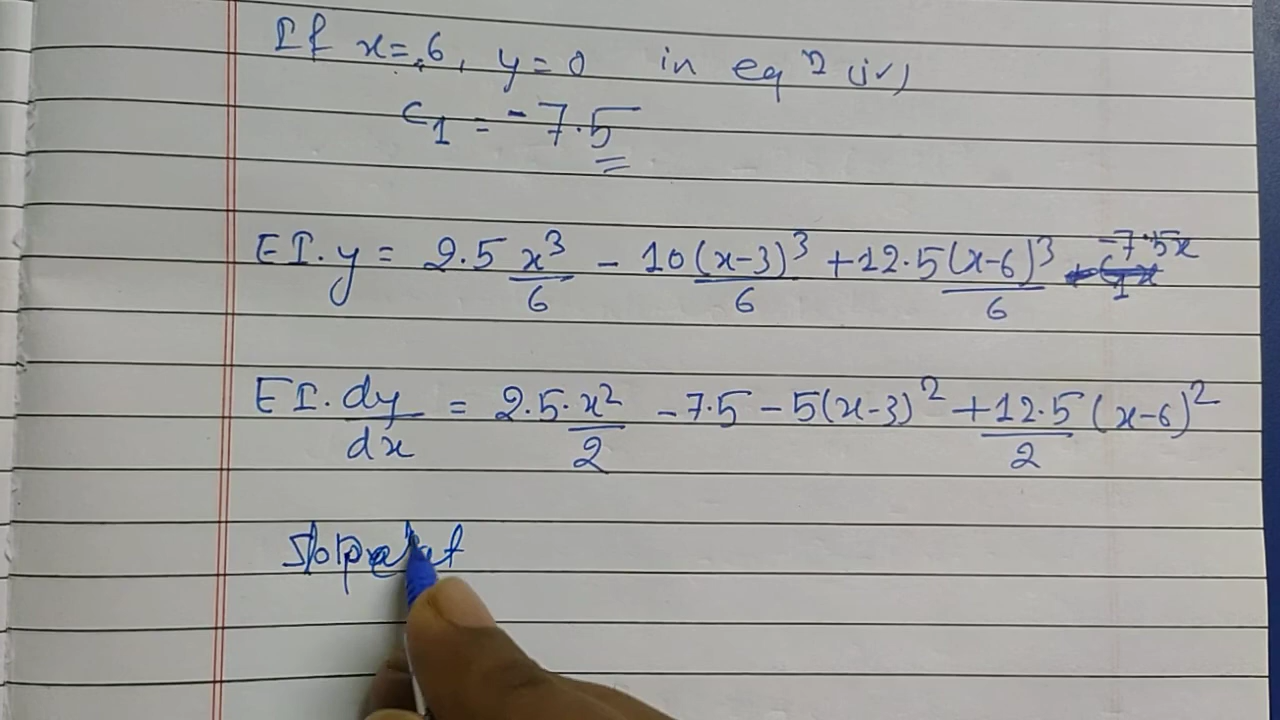 If x=6, y=0 in eqn (iv)
C1 = -7.5
EI.y = 2.5 x³/6 - 10(x-3)³/6 + 12.5(x-6)³/6 -7.5x
EI.dy/dx = 2.5.x²/2 -7.5 -5(x-3)² + 12.5/2 (x-6)²
Slope at